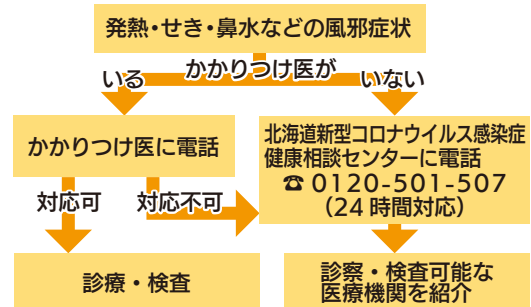 発熱・せき・鼻水などの風邪症状
かかりつけ医が
いる
いない
かかりつけ医に電話
北海道新型コロナウイルス感染症
健康相談センターに電話
☎ 0120-501-507
（24 時間対応）
対応可
対応不可
診療・検査
診察・検査可能な
医療機関を紹介